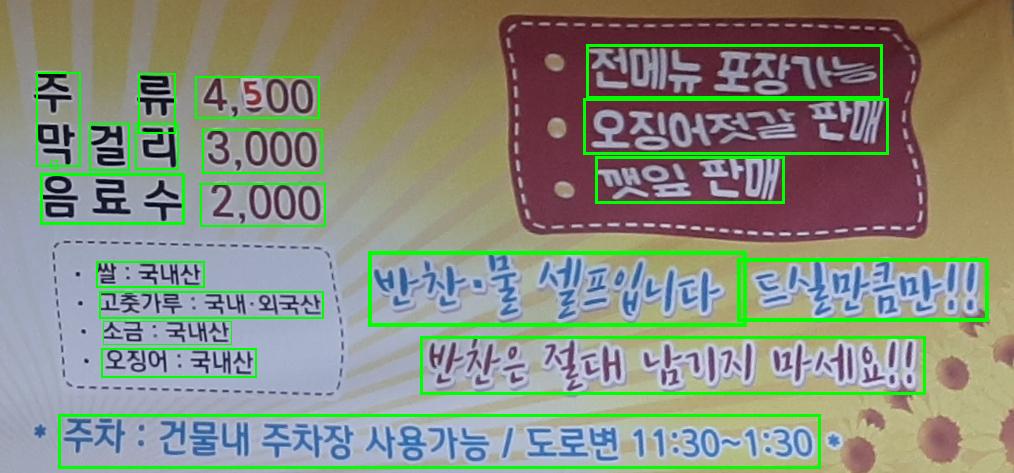 주 류 4,500
막걸리 3,000
음료수 2,000
전메뉴 포장가능
오징어젓갈 판매
깻잎 판매
· 쌀 : 국내산
· 고춧가루 : 국내·외국산
· 소금 : 국내산
· 오징어 : 국내산
반찬·물 셀프입니다 드실만큼만!!
반찬은 절대 남기지 마세요!!
* 주차 : 건물내 주차장 사용가능 / 도로변 11:30~1:30 *